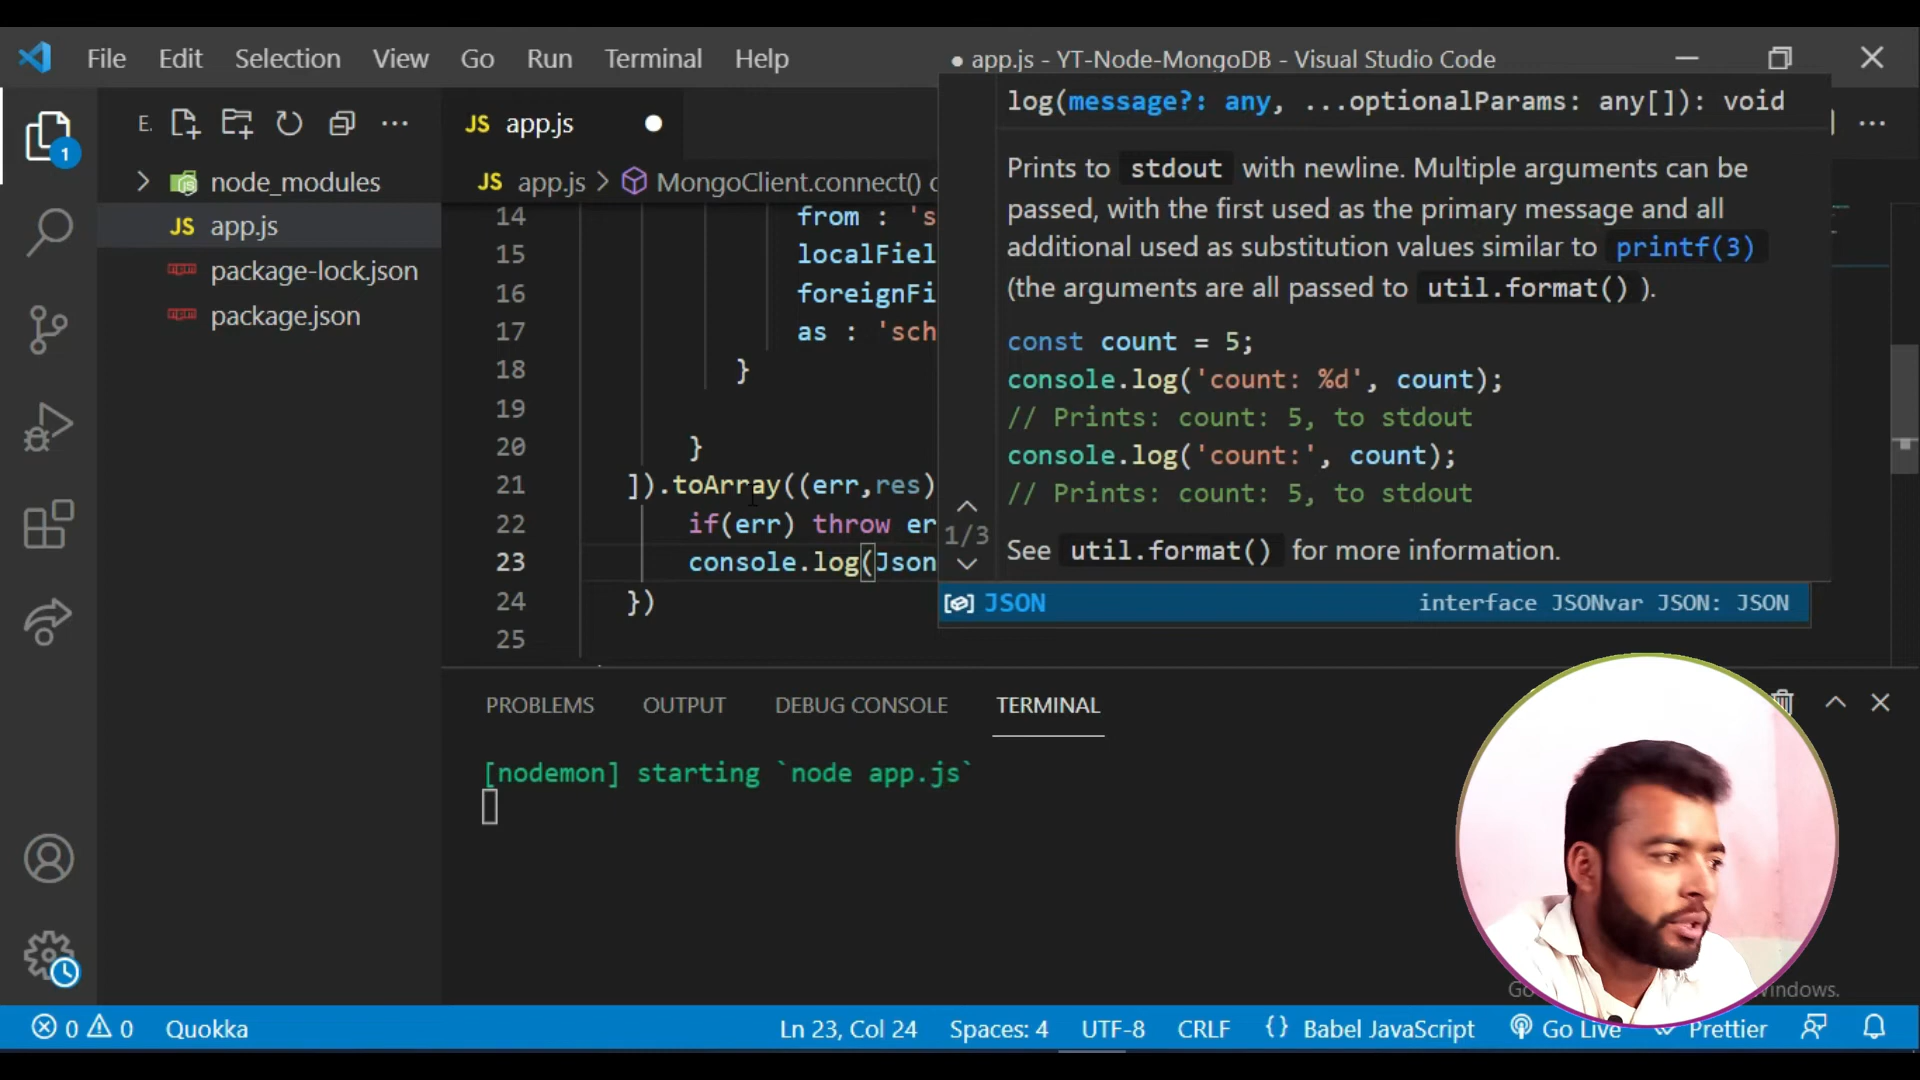 File Edit Selection View Go Run Terminal Help
● app.js - YT-Node-MongoDB - Visual Studio Code
E.
JS app.js
JS app.js > MongoClient.connect()
1
node_modules
JS app.js
package-lock.json
package.json
14 from : 's
15 localFiel
16 foreignFi
17 as : 'sch
18 }
19
20 }
21 ]).toArray((err,res)
22 if(err) throw er
23 console.log(Json
24 })
25
log(message?: any, ...optionalParams: any[]): void
Prints to stdout with newline. Multiple arguments can be
passed, with the first used as the primary message and all
additional used as substitution values similar to printf(3)
(the arguments are all passed to util.format() ).
const count = 5;
console.log('count: %d', count);
// Prints: count: 5, to stdout
console.log('count:', count);
// Prints: count: 5, to stdout
1/3
See util.format() for more information.
JSON interface JSONvar JSON: JSON
PROBLEMS OUTPUT DEBUG CONSOLE TERMINAL
[nodemon] starting `node app.js`
Go
Windows.
0 0 Quokka
Ln 23, Col 24 Spaces: 4 UTF-8 CRLF {} Babel JavaScript Go Live Prettier